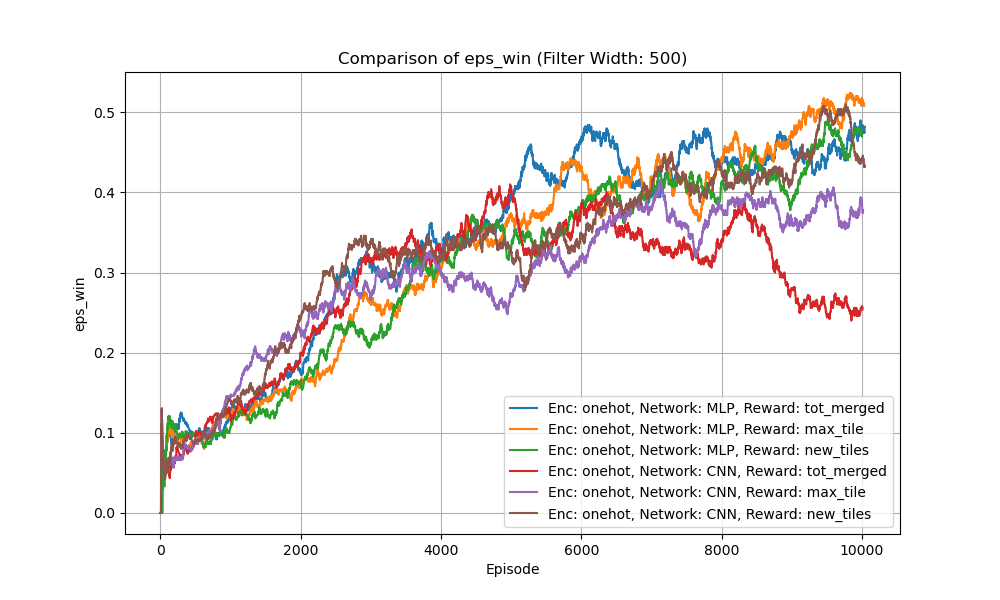 Comparison of eps_win (Filter Width: 500)
eps_win
0.5
0.4
0.3
0.2
0.1
0.0
Enc: onehot, Network: MLP, Reward: tot_merged
Enc: onehot, Network: MLP, Reward: max_tile
Enc: onehot, Network: MLP, Reward: new_tiles
Enc: onehot, Network: CNN, Reward: tot_merged
Enc: onehot, Network: CNN, Reward: max_tile
Enc: onehot, Network: CNN, Reward: new_tiles
0 2000 4000 6000 8000 10000
Episode